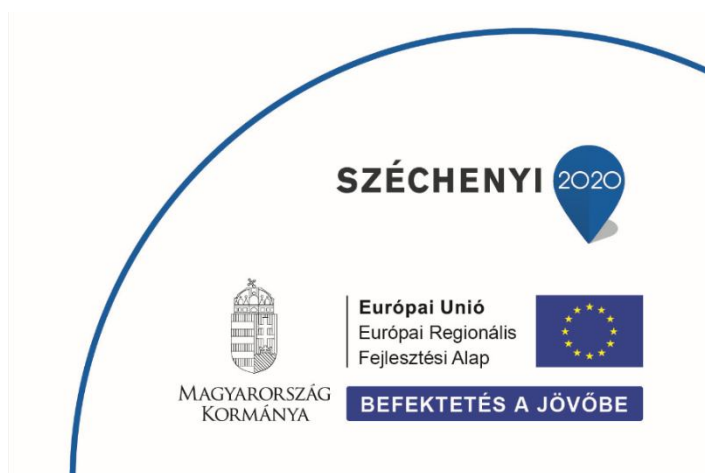 SZÉCHENYI 2020
Európai Unió
Európai Regionális
Fejlesztési Alap
MAGYARORSZÁG
KORMÁNYA
BEFEKTETÉS A JÖVŐBE